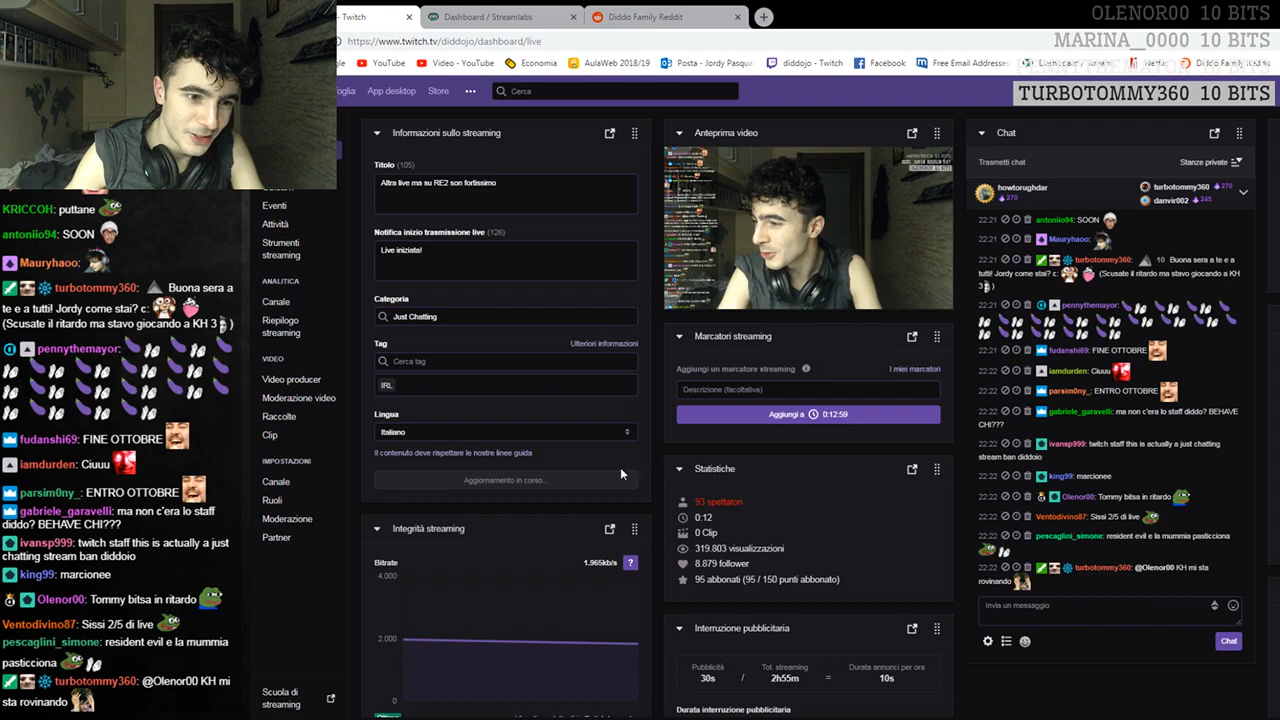 - Twitch
Dashboard / Streamlabs
Diddo Family Reddit
https://www.twitch.tv/diddojo/dashboard/live
YouTube
Video - YouTube
Economia
AulaWeb 2018/19
Posta - Jordy Pasqua
diddojo - Twitch
Facebook
Free Email Addresses
Diddo Family Reddit
OLENOR00 10 BITS
MARINA_0000 10 BITS
PENNYTHEMAYOR 10 BITS
TURBOTOMMY360 10 BITS
foglia
App desktop
Store
Cerca
KRICCOH: puttane
antoniio94: SOON
Mauryhaoo:
turbotommy360: 10 Buona sera a
te e a tutti! Jordy come stai? c:
(Scusate il ritardo ma stavo giocando a KH 3 )
pennythemayor:
fudanshi69: FINE OTTOBRE
iamdurden: Ciuuu
parsim0ny_: ENTRO OTTOBRE
gabriele_garavelli: ma non c'era lo staff
diddo? BEHAVE CHI???
ivansp999: twitch staff this is actually a just
chatting stream ban diddoio
king99: marcionee
Olenor00: Tommy bitsa in ritardo
Ventodivino87: Sissi 2/5 di live
pescaglini_simone: resident evil e la mummia
pasticciona
turbotommy360: @Olenor00 KH mi
sta rovinando
Eventi
Attività
Strumenti
streaming
ANALITICA
Canale
Riepilogo
streaming
VIDEO
Video producer
Moderazione video
Raccolte
Clip
IMPOSTAZIONI
Canale
Ruoli
Moderazione
Partner
Scuola di
streaming
Informazioni sullo streaming
Titolo (105)
Altra live ma su RE2 son fortissimo
Notifica inizio trasmissione live (126)
Live iniziata!
Categoria
Just Chatting
Tag
Ulteriori informazioni
Cerca tag
IRL
Lingua
Italiano
Il contenuto deve rispettare le nostre linee guida
Aggiornamento in corso...
Integrità streaming
Bitrate
1.965kb/s
?
4.000
2.000
0
Ottimo
Anteprima video
Marcatori streaming
Aggiungi un marcatore streaming
I miei marcatori
Descrizione (facoltativa)
Aggiungi a 0:12:59
Statistiche
93 spettatori
0:12
0 Clip
319.803 visualizzazioni
8.879 follower
95 abbonati (95 / 150 punti abbonato)
Interruzione pubblicitaria
Pubblicità
30s
/
Tot. streaming
2h55m
=
Durata annunci per ora
10s
Durata interruzione pubblicitaria
Chat
Trasmetti chat
Stanze private
howtorughdar
270
turbotommy360 270
danvir002 245
22:21 antoniio94: SOON
22:21 Mauryhaoo:
22:21 turbotommy360: 10 Buona sera a te e a
tutti! Jordy come stai? c: (Scusate il ritardo ma stavo giocando a KH
3 )
22:21 pennythemayor:
22:21 fudanshi69: FINE OTTOBRE
22:21 iamdurden: Ciuuu
22:22 parsim0ny_: ENTRO OTTOBRE
22:22 gabriele_garavelli: ma non c'era lo staff diddo? BEHAVE
CHI???
22:22 ivansp999: twitch staff this is actually a just chatting
stream ban diddoio
22:22 king99: marcionee
22:22 Olenor00: Tommy bitsa in ritardo
22:22 Ventodivino87: Sissi 2/5 di live
22:22 pescaglini_simone: resident evil e la mummia pasticciona
22:22 turbotommy360: @Olenor00 KH mi sta
rovinando
Invia un messaggio
Chat